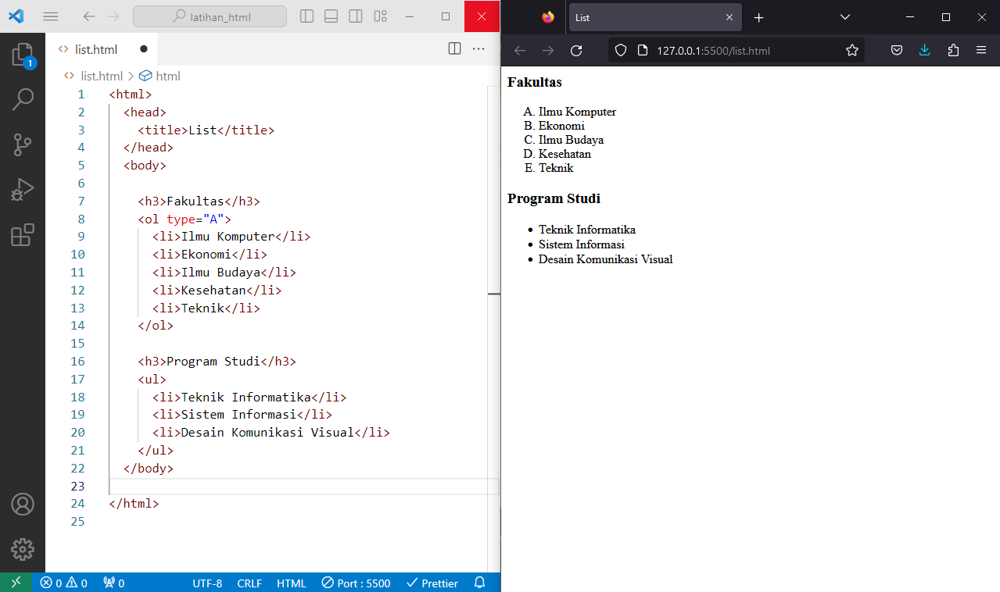 latihan_html
list.html
1
list.html > html
1 <html>
2 <head>
3 <title>List</title>
4 </head>
5 <body>
6
7 <h3>Fakultas</h3>
8 <ol type="A">
9 <li>Ilmu Komputer</li>
10 <li>Ekonomi</li>
11 <li>Ilmu Budaya</li>
12 <li>Kesehatan</li>
13 <li>Teknik</li>
14 </ol>
15
16 <h3>Program Studi</h3>
17 <ul>
18 <li>Teknik Informatika</li>
19 <li>Sistem Informasi</li>
20 <li>Desain Komunikasi Visual</li>
21 </ul>
22 </body>
23
24 </html>
25
0 0 0 UTF-8 CRLF HTML Port : 5500 Prettier
List
127.0.0.1:5500/list.html
Fakultas
A. Ilmu Komputer
B. Ekonomi
C. Ilmu Budaya
D. Kesehatan
E. Teknik
Program Studi
• Teknik Informatika
• Sistem Informasi
• Desain Komunikasi Visual